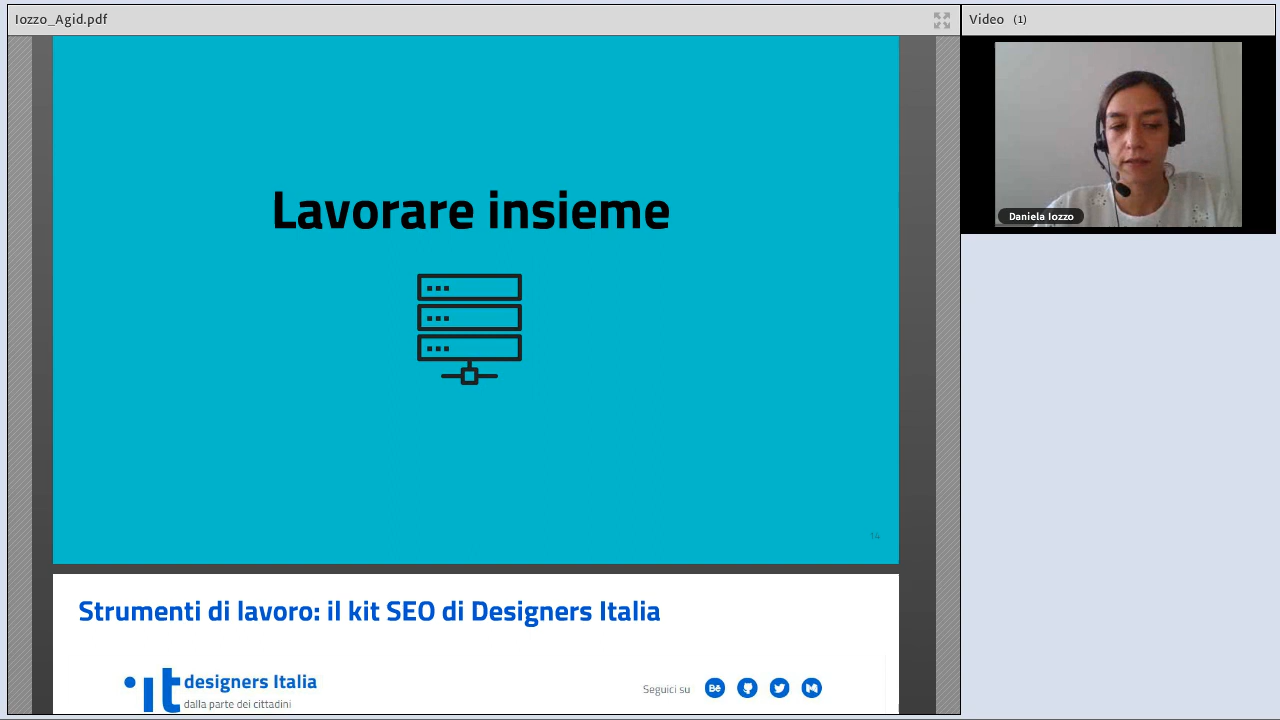 Iozzo_Agid.pdf
Video (1)
Lavorare insieme
Daniela Iozzo
14
Strumenti di lavoro: il kit SEO di Designers Italia
designers Italia
dalla parte dei cittadini
Seguici su